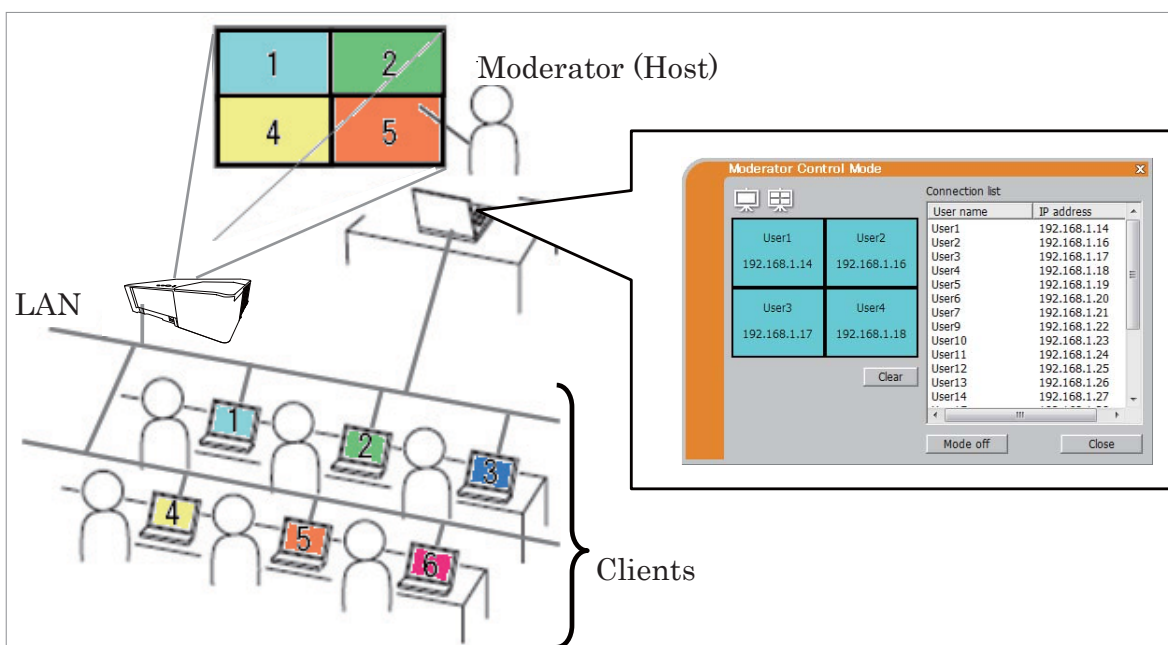 1 2
4 5
Moderator (Host)
LAN
1
2
3
4
5
6
Clients
Moderator Control Mode x
Connection list
User name IP address
User1 192.168.1.14
User2 192.168.1.16
User3 192.168.1.17
User4 192.168.1.18
User5 192.168.1.19
User6 192.168.1.20
User7 192.168.1.21
User9 192.168.1.22
User10 192.168.1.23
User11 192.168.1.24
User12 192.168.1.25
User13 192.168.1.26
User14 192.168.1.27
User1 User2
192.168.1.14 192.168.1.16
User3 User4
192.168.1.17 192.168.1.18
Clear
Mode off Close